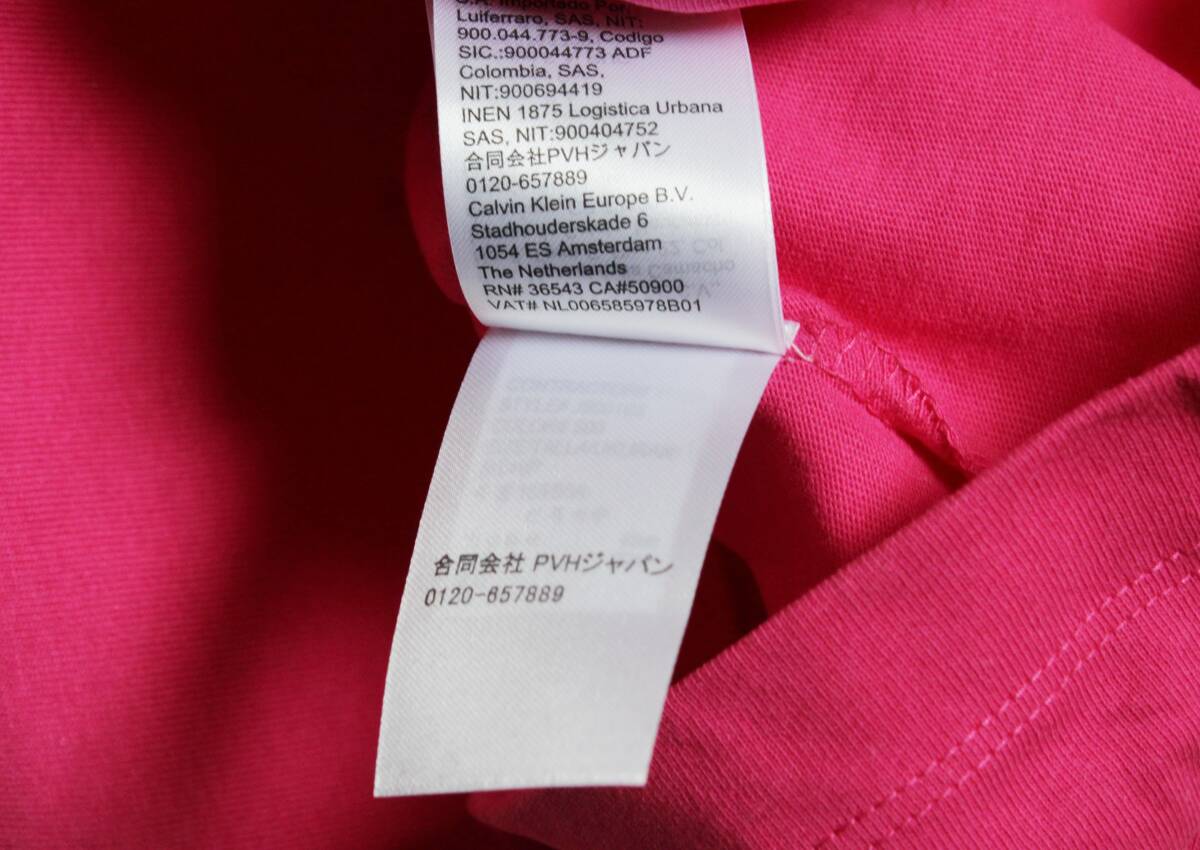 S.A. Importado Por:
Luiferraro, SAS, NIT:
900.044.773-9, Codigo
SIC.:900044773 ADF
Colombia, SAS,
NIT:900694419
INEN 1875 Logistica Urbana
SAS, NIT:900404752
合同会社PVHジャパン
0120-657889
Calvin Klein Europe B.V.
Stadhouderskade 6
1054 ES Amsterdam
The Netherlands
RN# 36543 CA#50900
VAT# NL006585978B01
合同会社 PVHジャパン
0120-657889